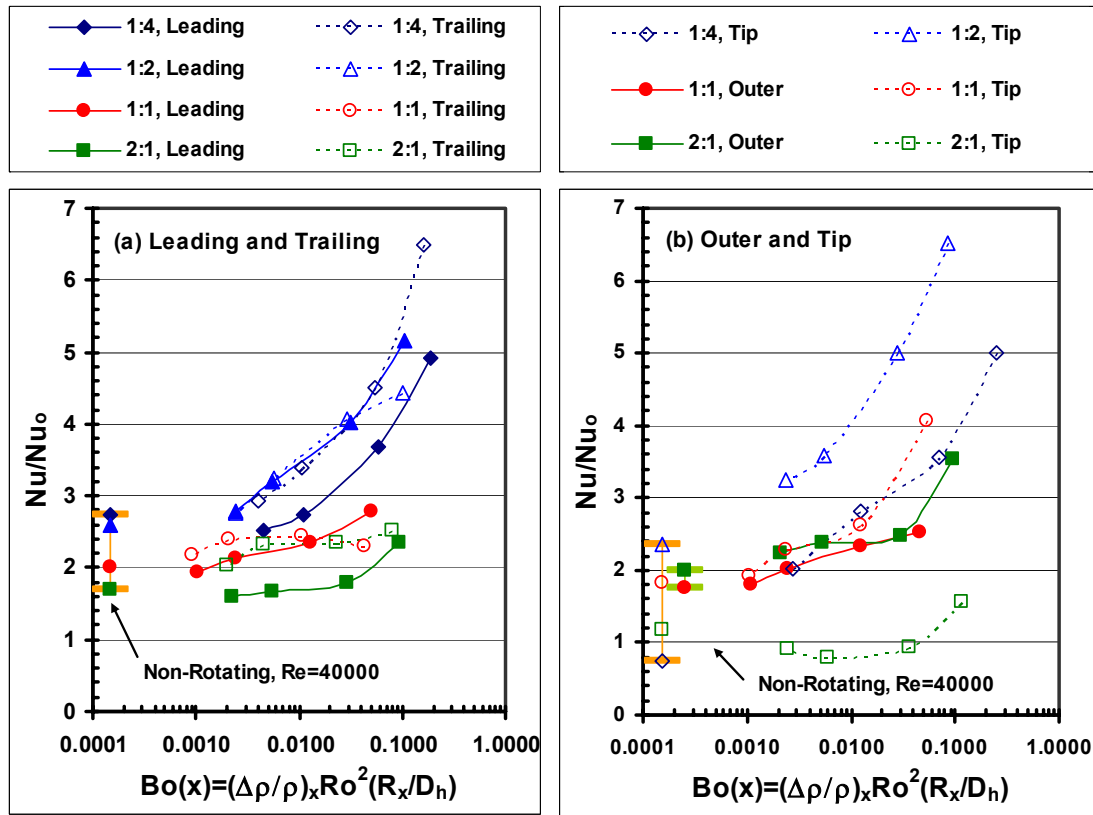 1:4, Leading
1:4, Trailing
1:2, Leading
1:2, Trailing
1:1, Leading
1:1, Trailing
2:1, Leading
2:1, Trailing
1:4, Tip
1:2, Tip
1:1, Outer
1:1, Tip
2:1, Outer
2:1, Tip
(a) Leading and Trailing
Nu/Nuo
7
6
5
4
3
2
1
0
Non-Rotating, Re=40000
0.0001 0.0010 0.0100 0.1000 1.0000
Bo(x)=(Δρ/ρ)ₓRo²(Rₓ/Dₕ)
(b) Outer and Tip
Nu/Nuo
7
6
5
4
3
2
1
0
Non-Rotating, Re=40000
0.0001 0.0010 0.0100 0.1000 1.0000
Bo(x)=(Δρ/ρ)ₓRo²(Rₓ/Dₕ)